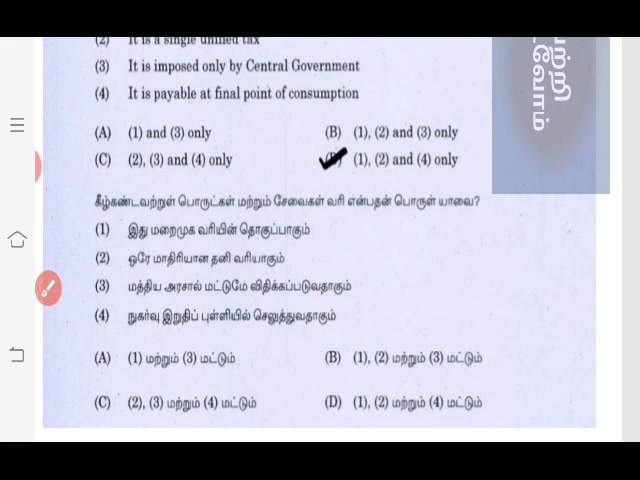 (2) It is a single unified tax
(3) It is imposed only by Central Government
(4) It is payable at final point of consumption
(A) (1) and (3) only (B) (1), (2) and (3) only
(C) (2), (3) and (4) only (1), (2) and (4) only
கீழ்கண்டவற்றுள் பொருட்கள் மற்றும் சேவைகள் வரி என்பதன் பொருள் யாவை?
(1) இது மறைமுக வரியின் தொகுப்பாகும்
(2) ஒரே மாதிரியான தனி வரியாகும்
(3) மத்திய அரசால் மட்டுமே விதிக்கப்படுவதாகும்
(4) நுகர்வு இறுதிப் புள்ளியில் செலுத்துவதாகும்
(A) (1) மற்றும் (3) மட்டும் (B) (1), (2) மற்றும் (3) மட்டும்
(C) (2), (3) மற்றும் (4) மட்டும் (D) (1), (2) மற்றும் (4) மட்டும்